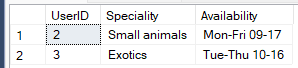 UserID Speciality Availability
1 2 Small animals Mon-Fri 09-17
2 3 Exotics Tue-Thu 10-16